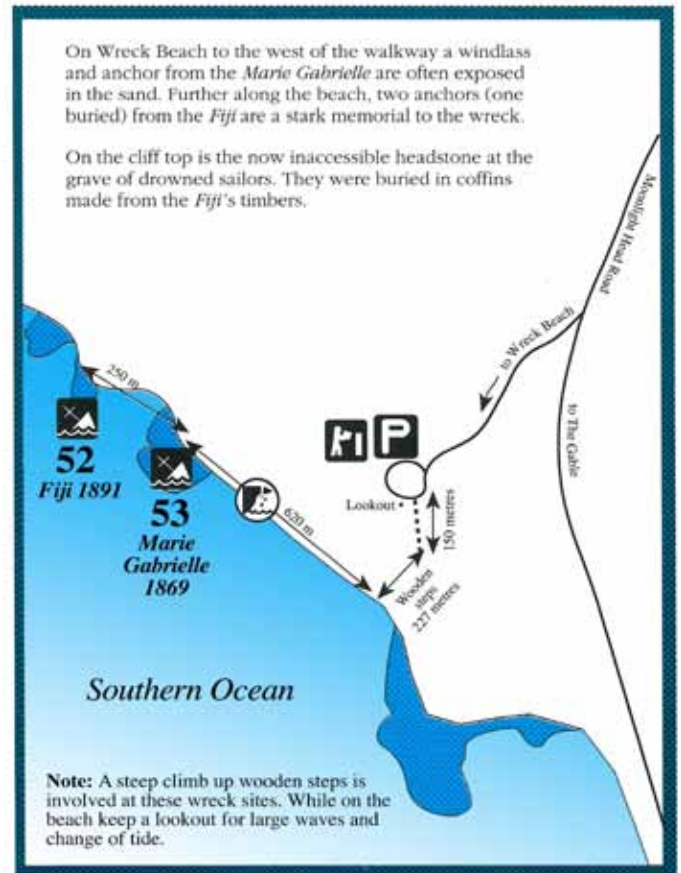 On Wreck Beach to the west of the walkway a windlass
and anchor from the Marie Gabrielle are often exposed
in the sand. Further along the beach, two anchors (one
buried) from the Fiji are a stark memorial to the wreck.
On the cliff top is the now inaccessible headstone at the
grave of drowned sailors. They were buried in coffins
made from the Fiji's timbers.
Moonlight Head Road
to Wreck Beach
to The Gable
250 m
52
Fiji 1891
53
Marie
Gabrielle
1869
620 m
P
Lookout
150 metres
Wooden
steps
227 metres
Southern Ocean
Note: A steep climb up wooden steps is
involved at these wreck sites. While on the
beach keep a lookout for large waves and
change of tide.